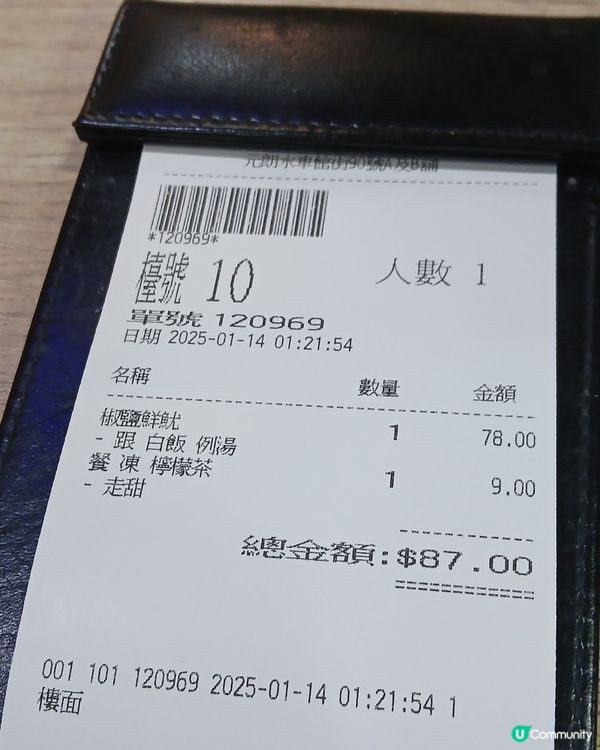 元朗水車館街90號A及B舖
*120969*
檯號 10 人數 1
單號 120969
日期 2025-01-14 01:21:54
名稱 數量 金額
椒鹽鮮魷 1 78.00
- 跟 白飯 例湯
餐 凍 檸檬茶 1 9.00
- 走甜
總金額:$87.00
001 101 120969 2025-01-14 01:21:54 1
樓面
U Community